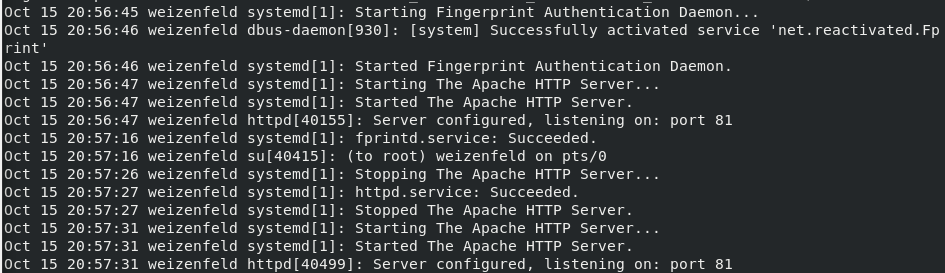 Oct 15 20:56:45 weizenfeld systemd[1]: Starting Fingerprint Authentication Daemon...
Oct 15 20:56:46 weizenfeld dbus-daemon[930]: [system] Successfully activated service 'net.reactivated.Fp
rint'
Oct 15 20:56:46 weizenfeld systemd[1]: Started Fingerprint Authentication Daemon.
Oct 15 20:56:47 weizenfeld systemd[1]: Starting The Apache HTTP Server...
Oct 15 20:56:47 weizenfeld systemd[1]: Started The Apache HTTP Server.
Oct 15 20:56:47 weizenfeld httpd[40155]: Server configured, listening on: port 81
Oct 15 20:57:16 weizenfeld systemd[1]: fprintd.service: Succeeded.
Oct 15 20:57:16 weizenfeld su[40415]: (to root) weizenfeld on pts/0
Oct 15 20:57:26 weizenfeld systemd[1]: Stopping The Apache HTTP Server...
Oct 15 20:57:27 weizenfeld systemd[1]: httpd.service: Succeeded.
Oct 15 20:57:27 weizenfeld systemd[1]: Stopped The Apache HTTP Server.
Oct 15 20:57:31 weizenfeld systemd[1]: Starting The Apache HTTP Server...
Oct 15 20:57:31 weizenfeld systemd[1]: Started The Apache HTTP Server.
Oct 15 20:57:31 weizenfeld httpd[40499]: Server configured, listening on: port 81